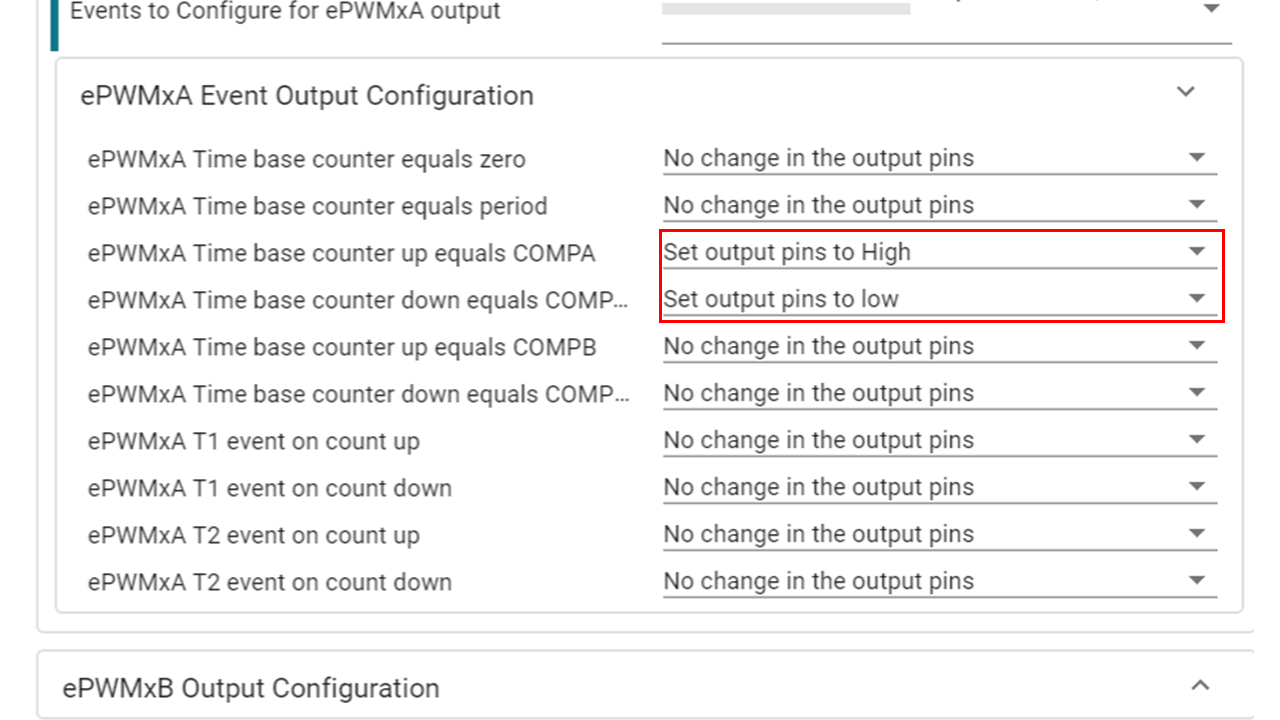 Events to Configure for ePWMxA output
ePWMxA Event Output Configuration
ePWMxA Time base counter equals zero No change in the output pins
ePWMxA Time base counter equals period No change in the output pins
ePWMxA Time base counter up equals COMPA Set output pins to High
ePWMxA Time base counter down equals COMP... Set output pins to low
ePWMxA Time base counter up equals COMPB No change in the output pins
ePWMxA Time base counter down equals COMP... No change in the output pins
ePWMxA T1 event on count up No change in the output pins
ePWMxA T1 event on count down No change in the output pins
ePWMxA T2 event on count up No change in the output pins
ePWMxA T2 event on count down No change in the output pins
ePWMxB Output Configuration